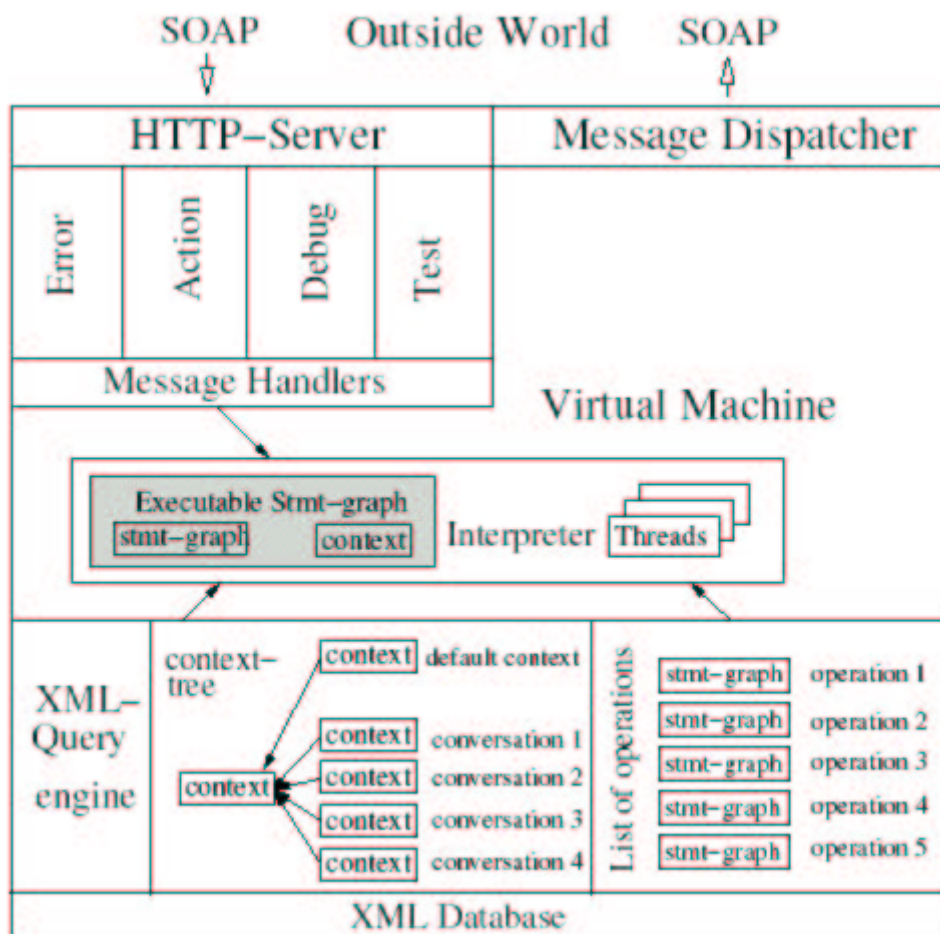 SOAP Outside World SOAP
HTTP–Server
Message Dispatcher
Error
Action
Debug
Test
Message Handlers
Virtual Machine
Executable Stmt–graph
stmt–graph
context
Interpreter
Threads
XML–
Query
engine
context–
tree
context
context default context
context conversation 1
context conversation 2
context conversation 3
context conversation 4
List of operations
stmt–graph operation 1
stmt–graph operation 2
stmt–graph operation 3
stmt–graph operation 4
stmt–graph operation 5
XML Database